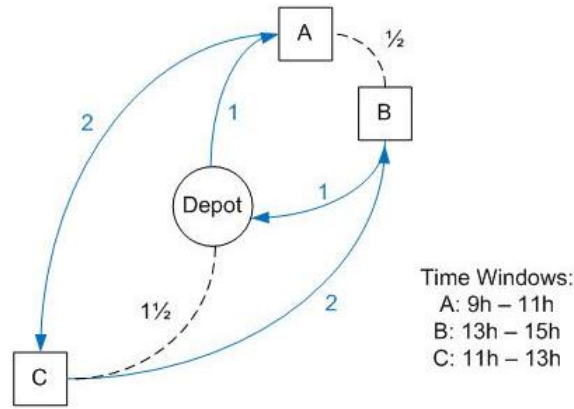 A
½
B
2
1
Depot
1
2
1½
C
Time Windows:
A: 9h – 11h
B: 13h – 15h
C: 11h – 13h